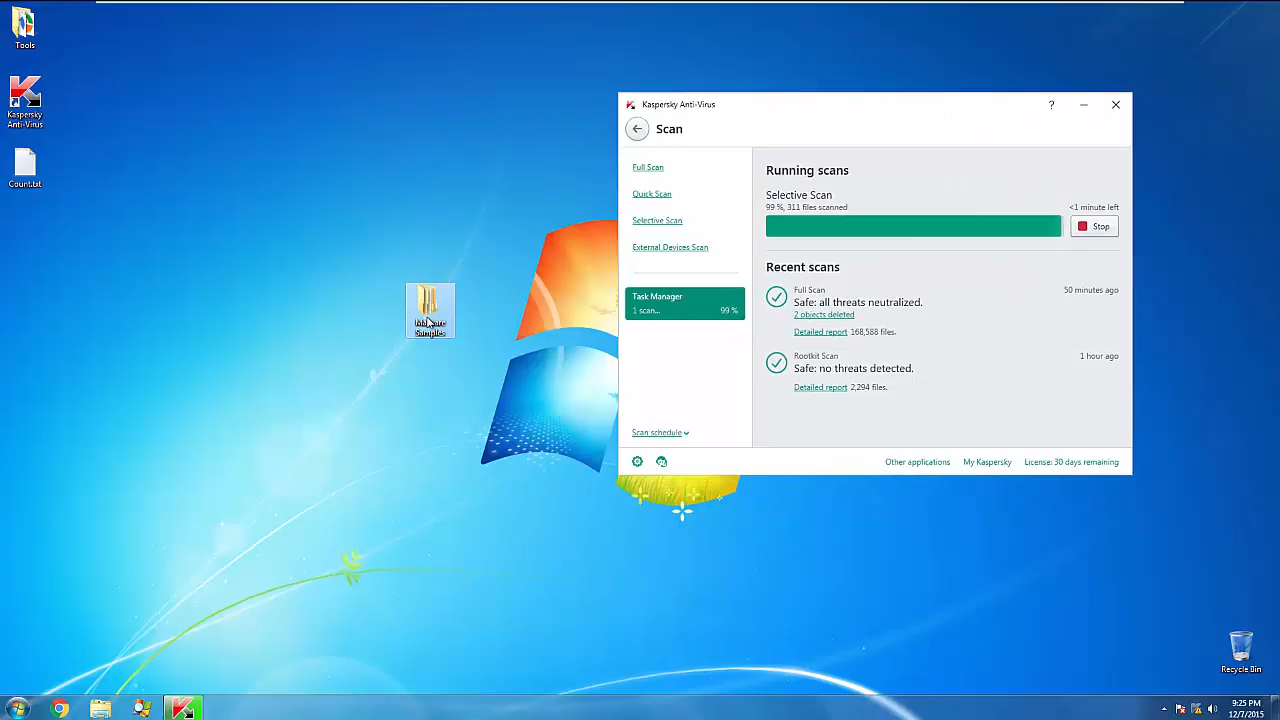 Tools
Kaspersky
Anti-Virus
Count.txt
Malware
Samples
Kaspersky Anti-Virus
?
Scan
Full Scan
Quick Scan
Selective Scan
External Devices Scan
Task Manager
1 scan... 99 %
Scan schedule
Running scans
Selective Scan
99 %, 311 files scanned <1 minute left
Stop
Recent scans
Full Scan 50 minutes ago
Safe: all threats neutralized.
2 objects deleted
Detailed report 168,588 files.
Rootkit Scan 1 hour ago
Safe: no threats detected.
Detailed report 2,294 files.
Other applications My Kaspersky License: 30 days remaining
Recycle Bin
9:25 PM
12/7/2015